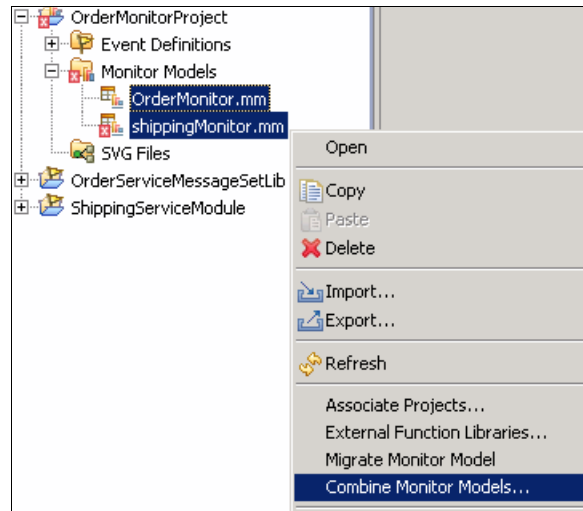 OrderMonitorProject
Event Definitions
Monitor Models
OrderMonitor.mm
shippingMonitor.mm
SVG Files
OrderServiceMessageSetLib
ShippingServiceModule
Open
Copy
Paste
Delete
Import...
Export...
Refresh
Associate Projects...
External Function Libraries...
Migrate Monitor Model
Combine Monitor Models...